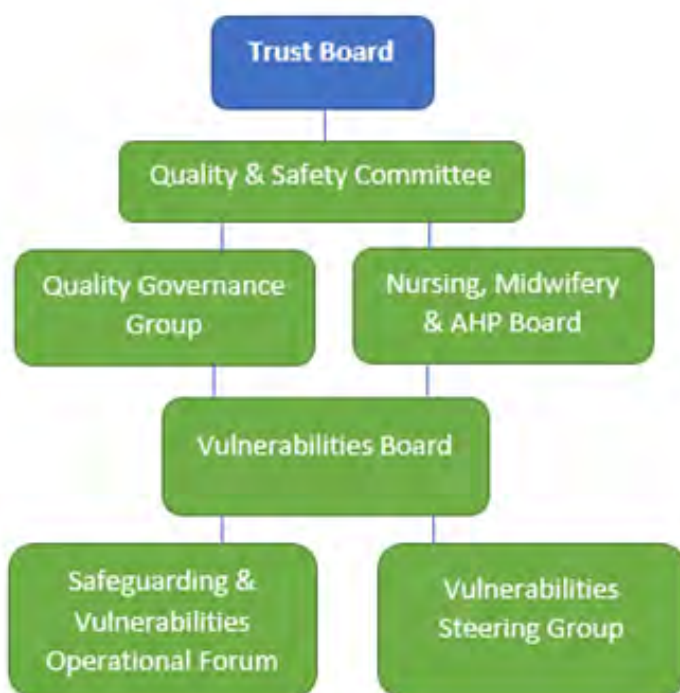 Trust Board
Quality & Safety Committee
Quality Governance
Group
Nursing, Midwifery
& AHP Board
Vulnerabilities Board
Safeguarding &
Vulnerabilities
Operational Forum
Vulnerabilities
Steering Group